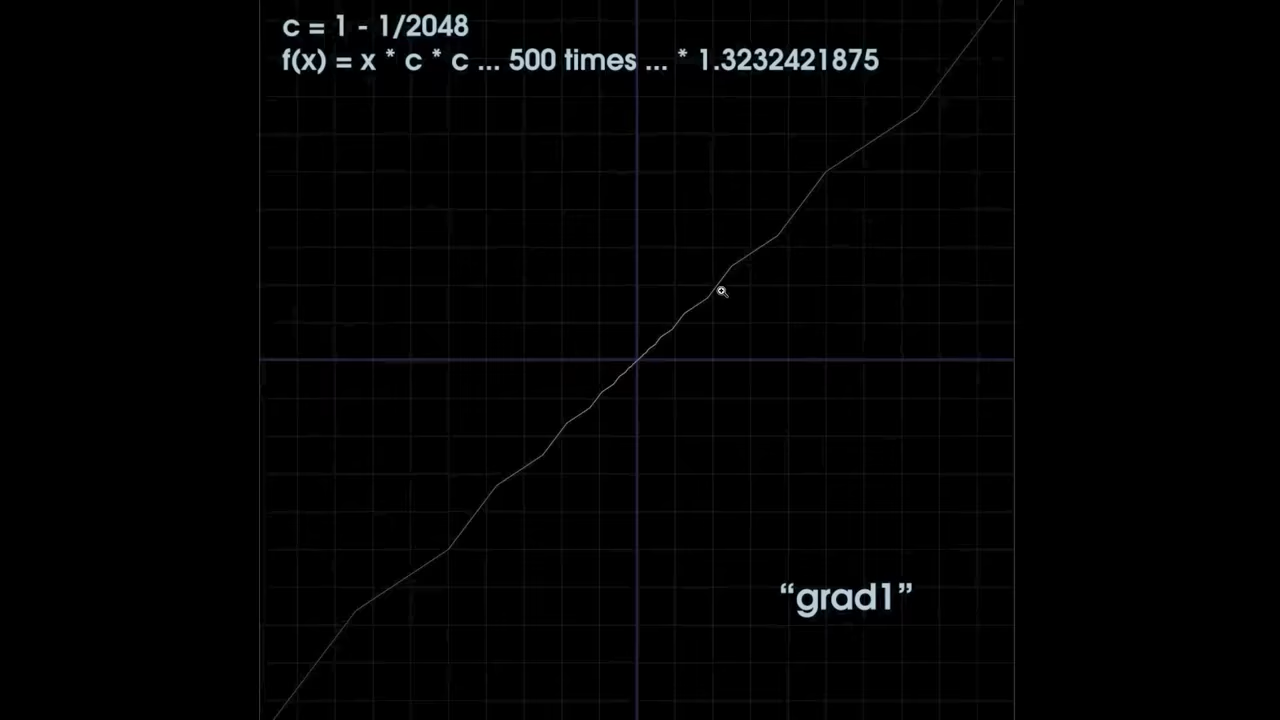 c = 1 - 1/2048
f(x) = x * c * c ... 500 times ... * 1.3232421875
“grad1”